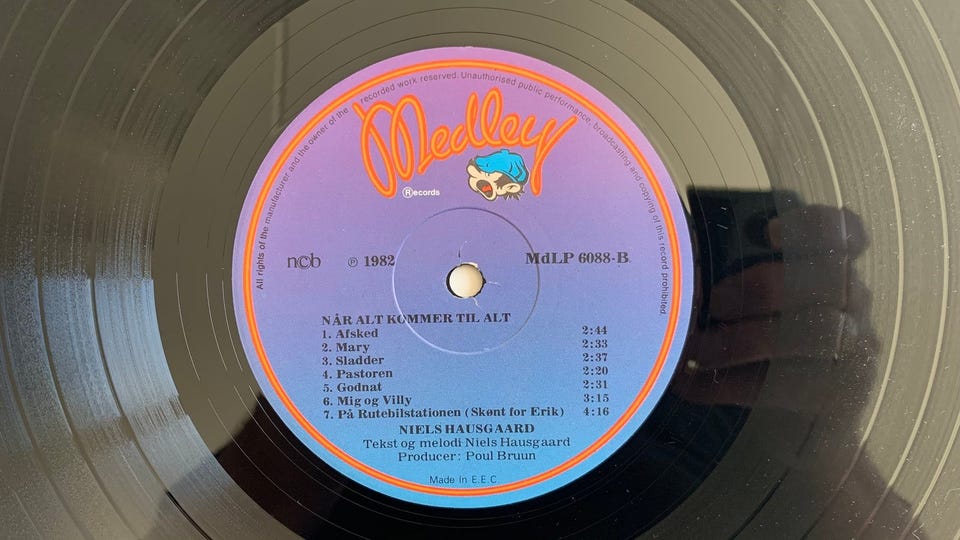 All rights of the manufacturer and the owner of the recorded work reserved. Unauthorised public performance, broadcasting and copying of this record prohibited.
Medley
Records
ncb
℗ 1982
MdLP 6088-B
NÅR ALT KOMMER TIL ALT
1. Afsked 2:44
2. Mary 2:33
3. Sladder 2:37
4. Pastoren 2:20
5. Godnat 2:31
6. Mig og Villy 3:15
7. På Rutebilstationen (Skønt for Erik) 4:16
NIELS HAUSGAARD
Tekst og melodi Niels Hausgaard
Producer: Poul Bruun
Made In E.E.C.